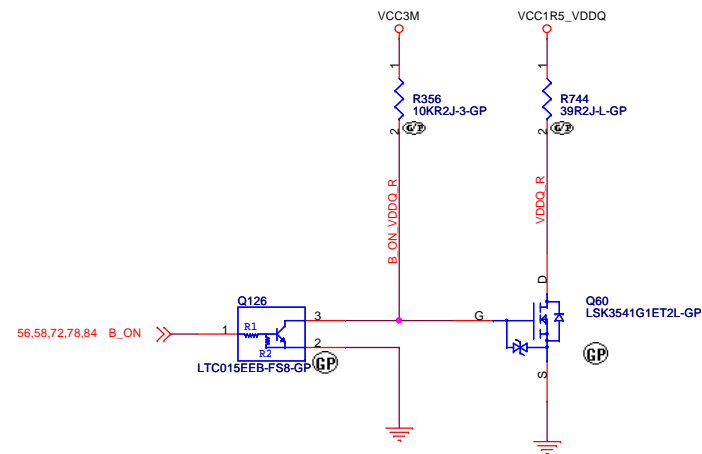 VCC3M
VCC1R5_VDDQ
1
1
R356
10KR2J-3-GP
R744
39R2J-L-GP
2
G/P
2
G/P
B_ON_VDDQ_R
VDDQ_R
D
Q60
LSK3541G1ET2L-GP
Q126
3
G
56,58,72,78,84 B_ON
1
R1
R2
2
LTC015EEB-FS8-GP
GP
GP
S